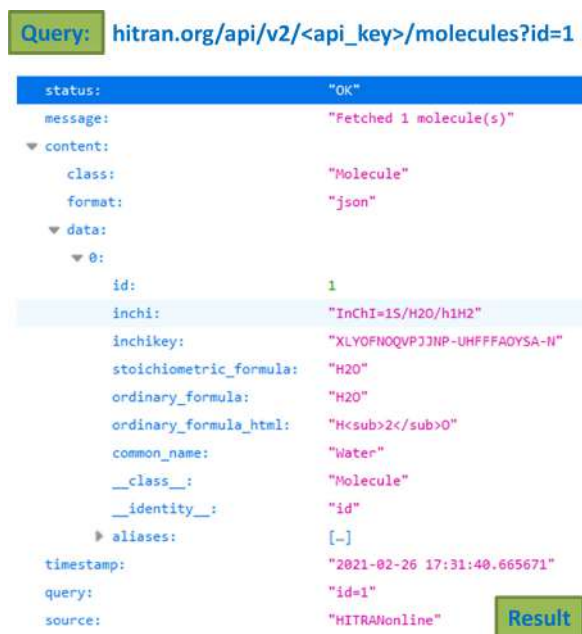 Query: hitran.org/api/v2/<api_key>/molecules?id=1
status: "OK"
message: "Fetched 1 molecule(s)"
content:
class: "Molecule"
format: "json"
data:
0:
id: 1
inchi: "InChI=1S/H2O/h1H2"
inchikey: "XLYOFNOQVPJJNP-UHFFFAOYSA-N"
stoichiometric_formula: "H2O"
ordinary_formula: "H2O"
ordinary_formula_html: "H<sub>2</sub>O"
common_name: "Water"
__class__: "Molecule"
__identity__: "id"
aliases: […]
timestamp: "2021-02-26 17:31:40.665671"
query: "id=1"
source: "HITRANonline" Result